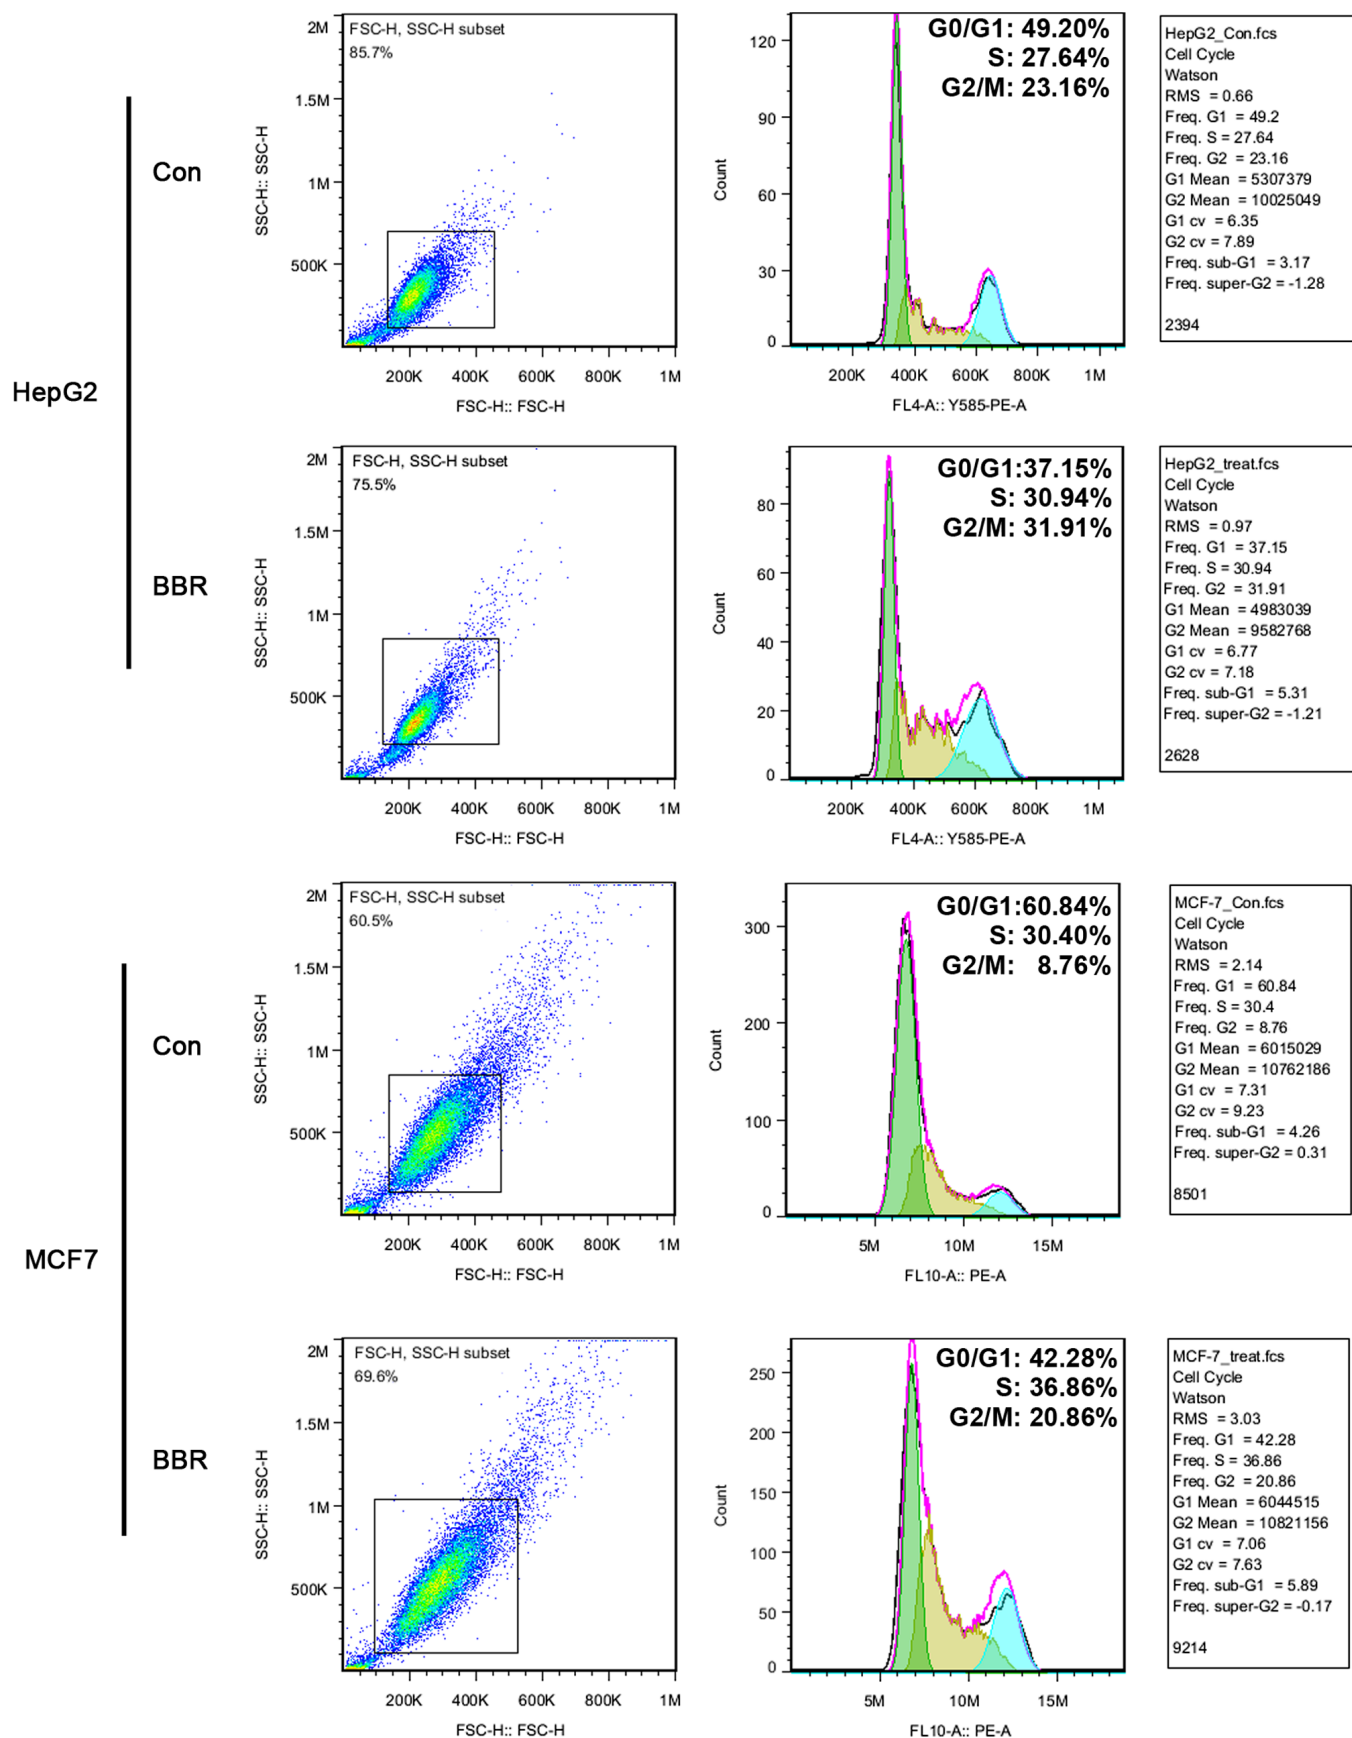 HepG2
Con
FSC-H, SSC-H subset
85.7%
2M
1.5M
1M
500K
SSC-H:: SSC-H
200K 400K 600K 800K 1M
FSC-H:: FSC-H
G0/G1: 49.20%
S: 27.64%
G2/M: 23.16%
120
90
60
30
0
Count
200K 400K 600K 800K 1M
FL4-A:: Y585-PE-A
HepG2_Con.fcs
Cell Cycle
Watson
RMS = 0.66
Freq. G1 = 49.2
Freq. S = 27.64
Freq. G2 = 23.16
G1 Mean = 5307379
G2 Mean = 10025049
G1 cv = 6.35
G2 cv = 7.89
Freq. sub-G1 = 3.17
Freq. super-G2 = -1.28
2394
BBR
FSC-H, SSC-H subset
75.5%
2M
1.5M
1M
500K
SSC-H:: SSC-H
200K 400K 600K 800K 1M
FSC-H:: FSC-H
G0/G1:37.15%
S: 30.94%
G2/M: 31.91%
80
60
40
20
0
Count
200K 400K 600K 800K 1M
FL4-A:: Y585-PE-A
HepG2_treat.fcs
Cell Cycle
Watson
RMS = 0.97
Freq. G1 = 37.15
Freq. S = 30.94
Freq. G2 = 31.91
G1 Mean = 4983039
G2 Mean = 9582768
G1 cv = 6.77
G2 cv = 7.18
Freq. sub-G1 = 5.31
Freq. super-G2 = -1.21
2628
MCF7
Con
FSC-H, SSC-H subset
60.5%
2M
1.5M
1M
500K
SSC-H:: SSC-H
200K 400K 600K 800K 1M
FSC-H:: FSC-H
G0/G1:60.84%
S: 30.40%
G2/M: 8.76%
300
200
100
0
Count
5M 10M 15M
FL10-A:: PE-A
MCF-7_Con.fcs
Cell Cycle
Watson
RMS = 2.14
Freq. G1 = 60.84
Freq. S = 30.4
Freq. G2 = 8.76
G1 Mean = 6015029
G2 Mean = 10762186
G1 cv = 7.31
G2 cv = 9.23
Freq. sub-G1 = 4.26
Freq. super-G2 = 0.31
8501
BBR
FSC-H, SSC-H subset
69.6%
2M
1.5M
1M
500K
SSC-H:: SSC-H
200K 400K 600K 800K 1M
FSC-H:: FSC-H
G0/G1: 42.28%
S: 36.86%
G2/M: 20.86%
250
200
150
100
50
0
Count
5M 10M 15M
FL10-A:: PE-A
MCF-7_treat.fcs
Cell Cycle
Watson
RMS = 3.03
Freq. G1 = 42.28
Freq. S = 36.86
Freq. G2 = 20.86
G1 Mean = 6044515
G2 Mean = 10821156
G1 cv = 7.06
G2 cv = 7.63
Freq. sub-G1 = 5.89
Freq. super-G2 = -0.17
9214